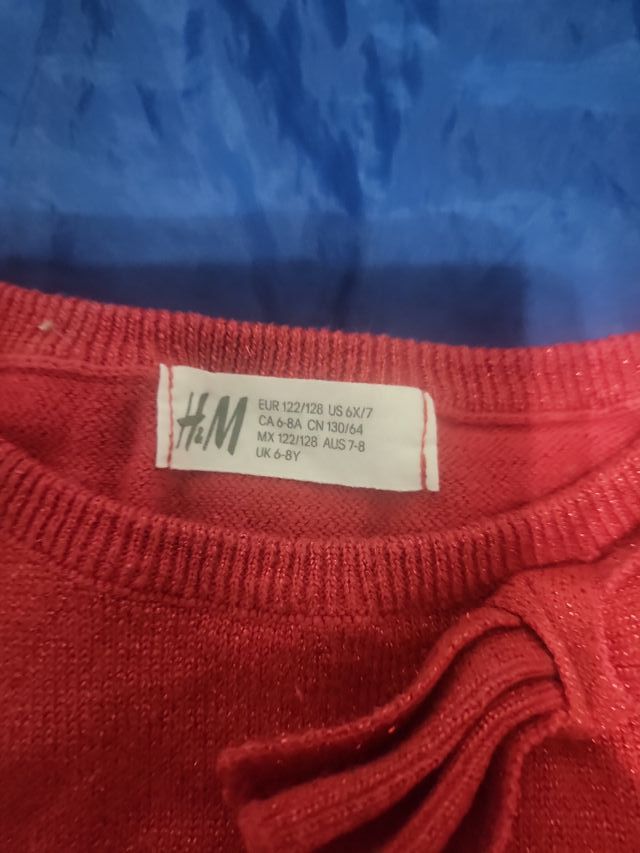 H&M
EUR 122/128 US 6X/7
CA 6-8A CN 130/64
MX 122/128 AUS 7-8
UK 6-8Y